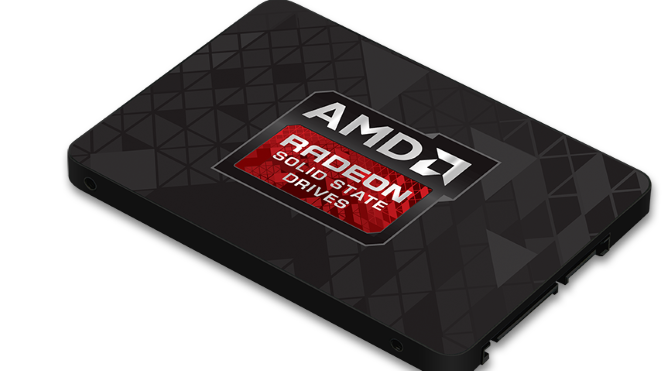 AMD
RADEON
SOLID STATE
DRIVES